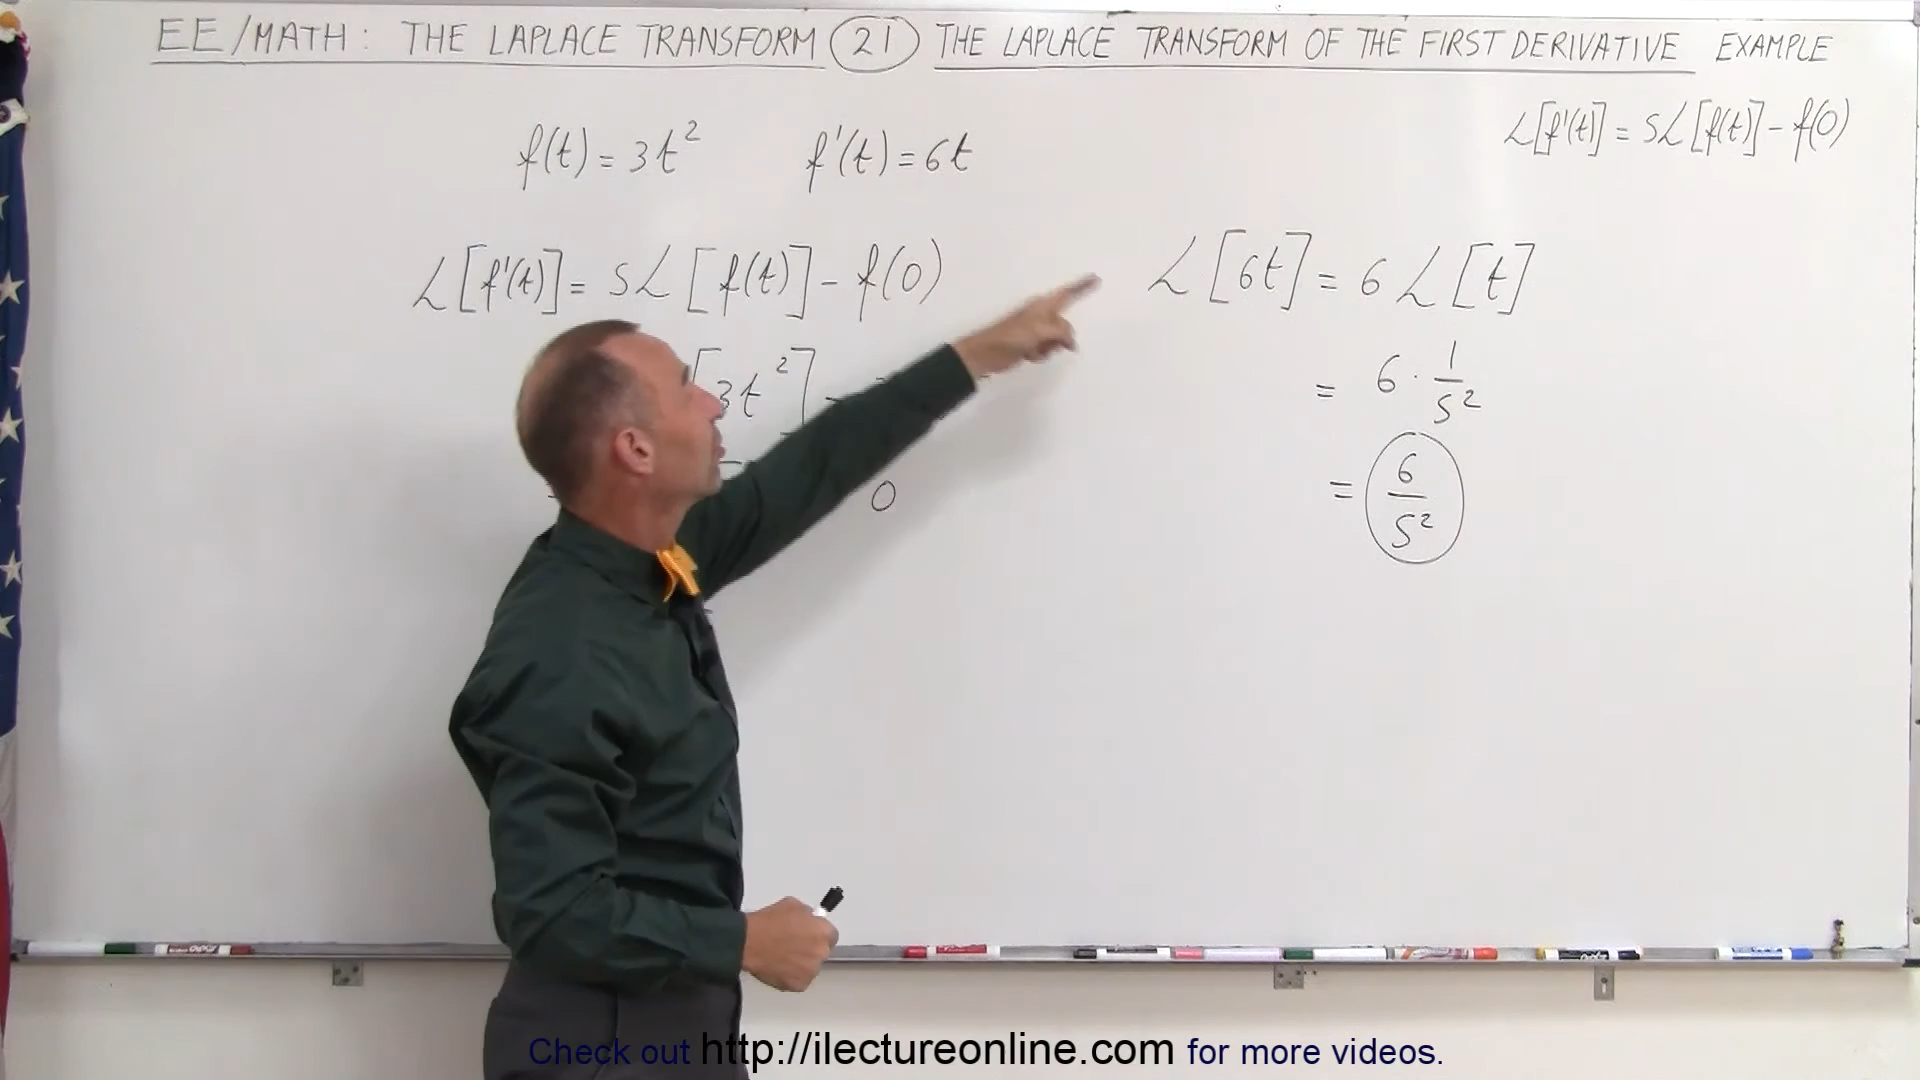 EE/MATH: THE LAPLACE TRANSFORM 21 THE LAPLACE TRANSFORM OF THE FIRST DERIVATIVE EXAMPLE
ℒ[f'(t)] = sℒ[f(t)] - f(0)
f(t) = 3t² f'(t) = 6t
ℒ[f'(t)] = sℒ[f(t)] - f(0)
[3t²] -
0
ℒ[6t] = 6ℒ[t]
= 6 · 1/s²
= 6/s²
Check out http://ilectureonline.com for more videos.